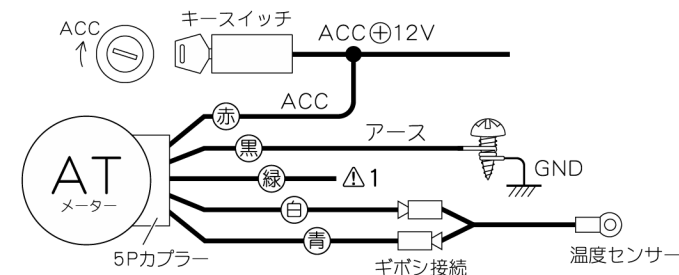 キースイッチ
ACC
ACC⊕12V
ACC
赤
アース
黒
GND
AT
メーター
緑
⚠1
白
青
5Pカプラー
ギボシ接続
温度センサー